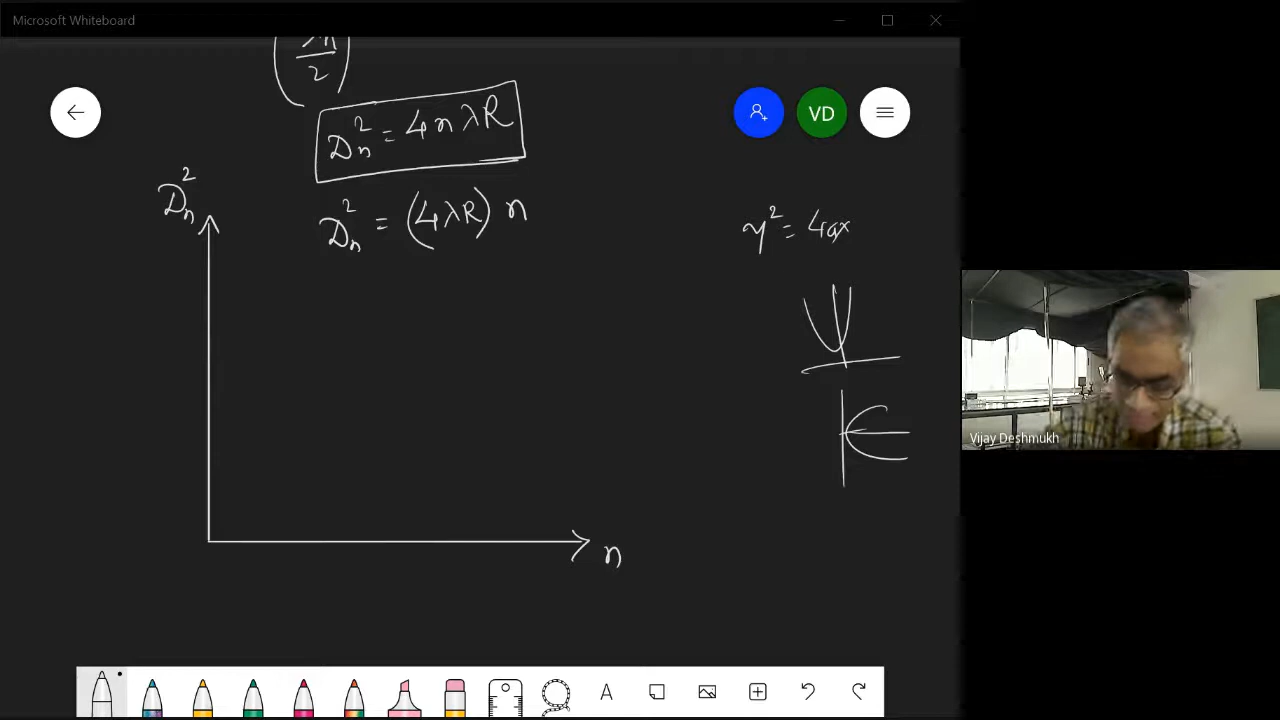 Microsoft Whiteboard
λn
2
Dₙ² = 4nλR
VD
Dₙ²
Dₙ² = (4λR) n
y² = 4ax
n
Vijay Deshmukh
A